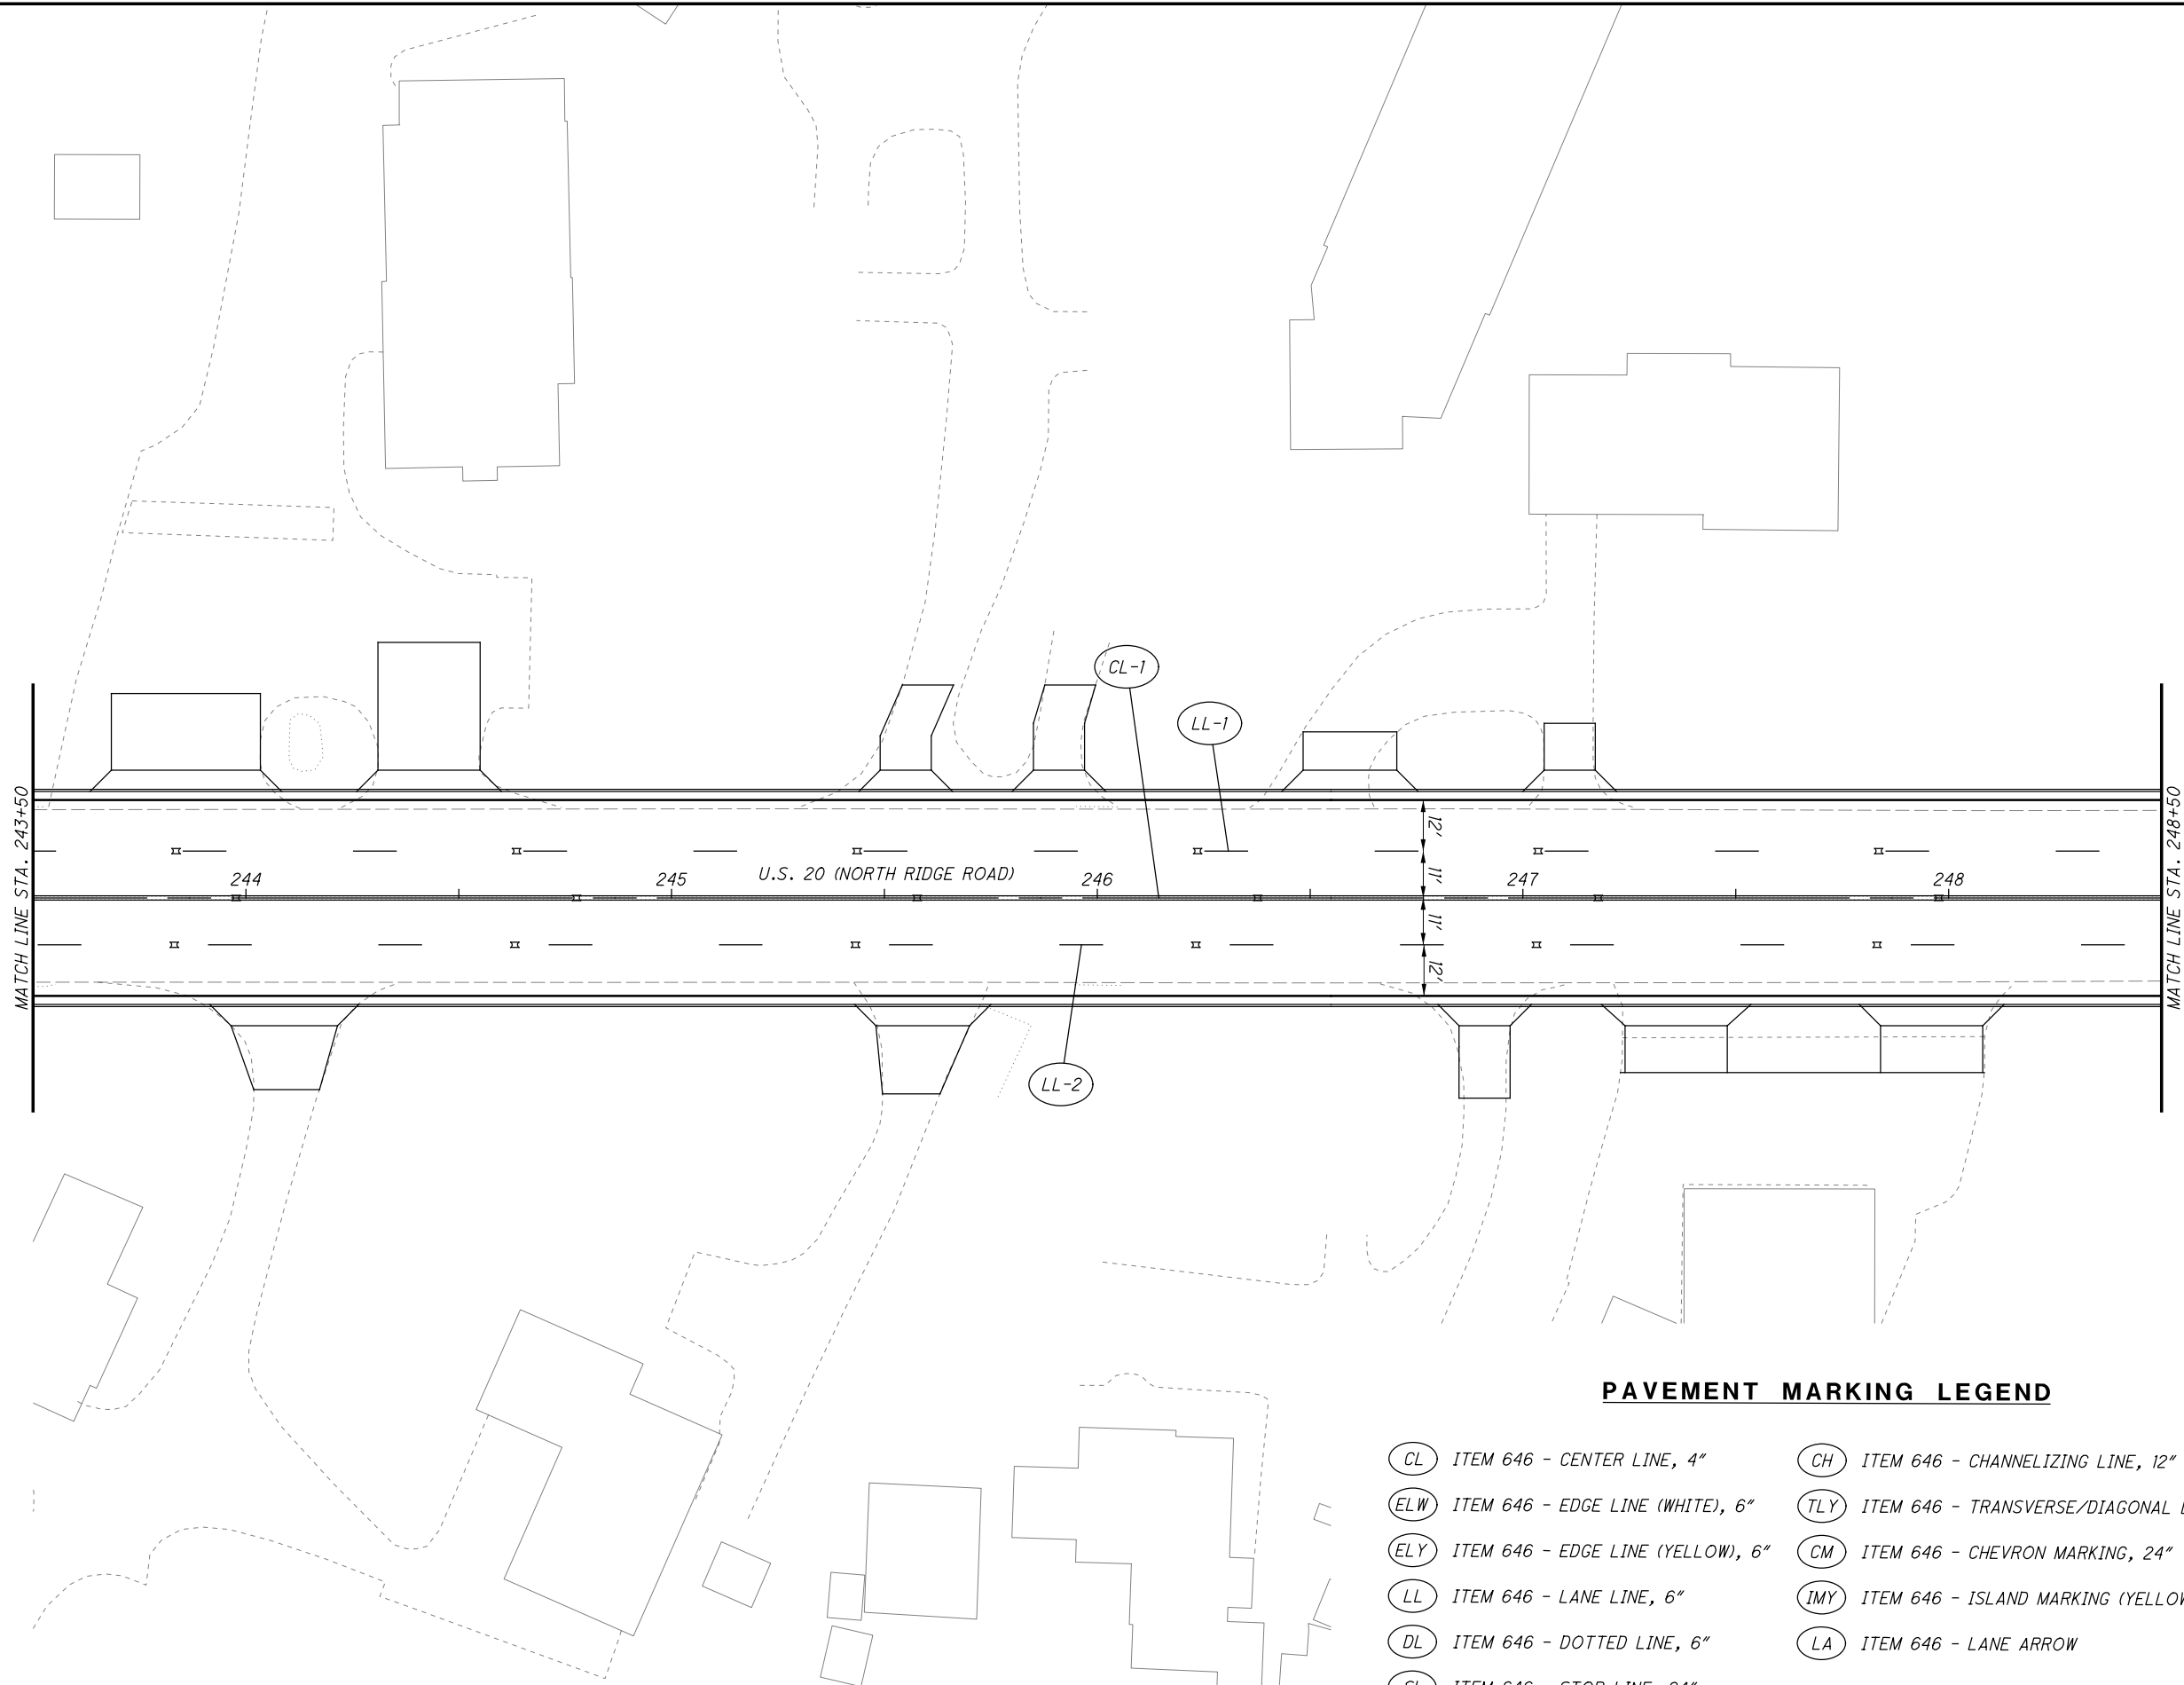 CL-1
LL-1
MATCH LINE STA. 243+50
MATCH LINE STA. 248+50
12'
11'
11'
12'
U.S. 20 (NORTH RIDGE ROAD)
244
245
246
247
248
LL-2
PAVEMENT MARKING LEGEND
CL ITEM 646 - CENTER LINE, 4"
ELW ITEM 646 - EDGE LINE (WHITE), 6"
ELY ITEM 646 - EDGE LINE (YELLOW), 6"
LL ITEM 646 - LANE LINE, 6"
DL ITEM 646 - DOTTED LINE, 6"
CH ITEM 646 - CHANNELIZING LINE, 12"
TLY ITEM 646 - TRANSVERSE/DIAGONAL
CM ITEM 646 - CHEVRON MARKING, 24"
IMY ITEM 646 - ISLAND MARKING (YELLOW
LA ITEM 646 - LANE ARROW